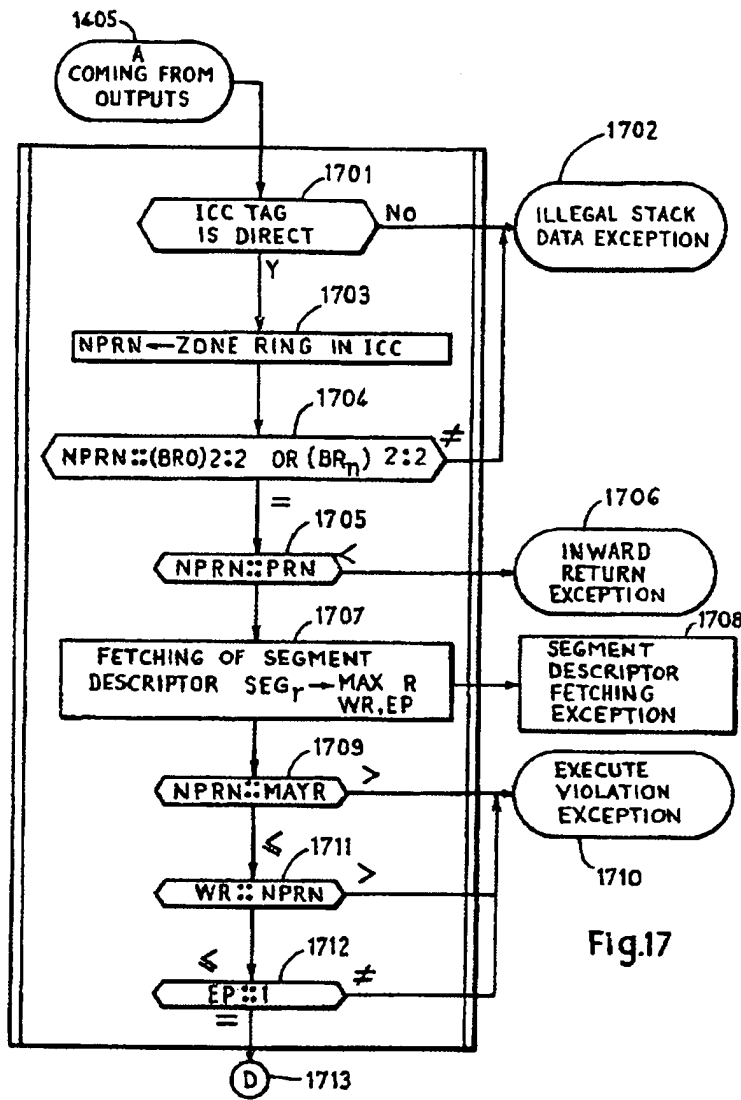 1405
A
COMING FROM
OUTPUTS
1702
1701
ICC TAG
IS DIRECT
No
ILLEGAL STACK
DATA EXCEPTION
Y
1703
NPRN←ZONE RING IN ICC
1704
NPRN::(BRO)2:2 OR (BRn) 2:2
≠
=
1705
1706
NPRN::PRN
<
INWARD
RETURN
EXCEPTION
1707
1708
FETCHING OF SEGMENT
DESCRIPTOR SEGr→MAX R
WR,EP
SEGMENT
DESCRIPTOR
FETCHING
EXCEPTION
1709
NPRN::MAYR
>
EXECUTE
VIOLATION
EXCEPTION
≤
1711
WR::NPRN
>
1710
Fig.17
≤
1712
EP::1
≠
=
D
1713